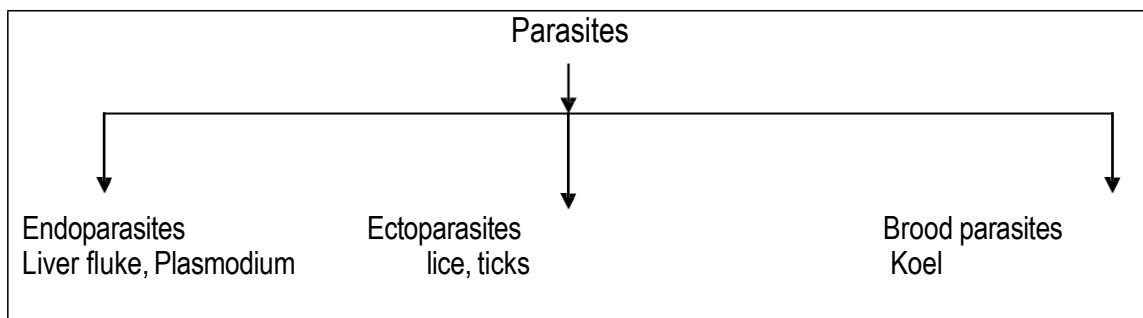 Parasites
Endoparasites
Liver fluke, Plasmodium
Ectoparasites
lice, ticks
Brood parasites
Koel